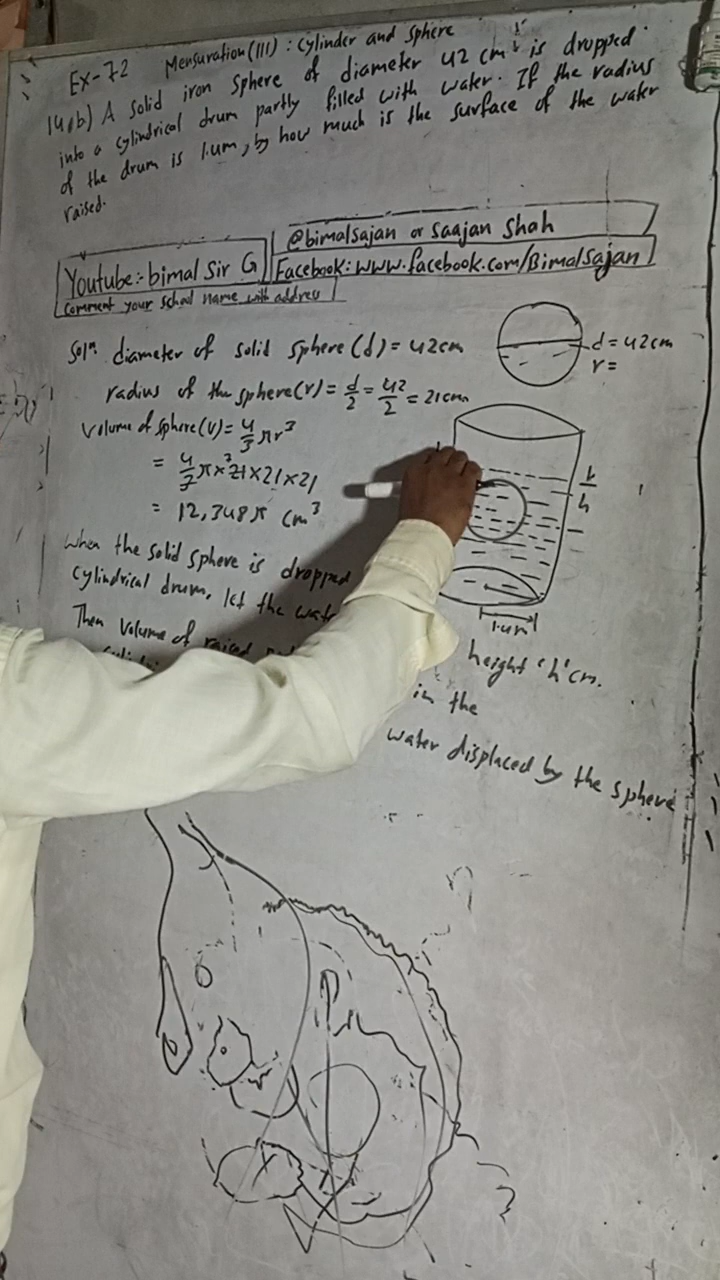 Ex-7.2 Mensuration (III) : Cylinder and sphere
14.b) A solid iron sphere of diameter 42 cm is dropped
into a cylindrical drum partly filled with water. If the radius
of the drum is 1.4m, by how much is the surface of the water
raised.
@bimalsajan or Saajan Shah
Youtube:- bimal Sir G
Facebook: www.facebook.com/Bimalsajan
Comment your school name with address
Solⁿ diameter of solid sphere (d) = 42cm
d = 42cm
r =
radius of the sphere (r) = d/2 = 42/2 = 21cm
Volume of sphere (v) = 4/3 πr³
= 4/3 π × 21 × 21 × 21
= 12,348π cm³
h
1.4m
When the solid sphere is dropped
cylindrical drum, let the wate
height 'h' cm.
Then volume of raised
in the
water displaced by the sphere